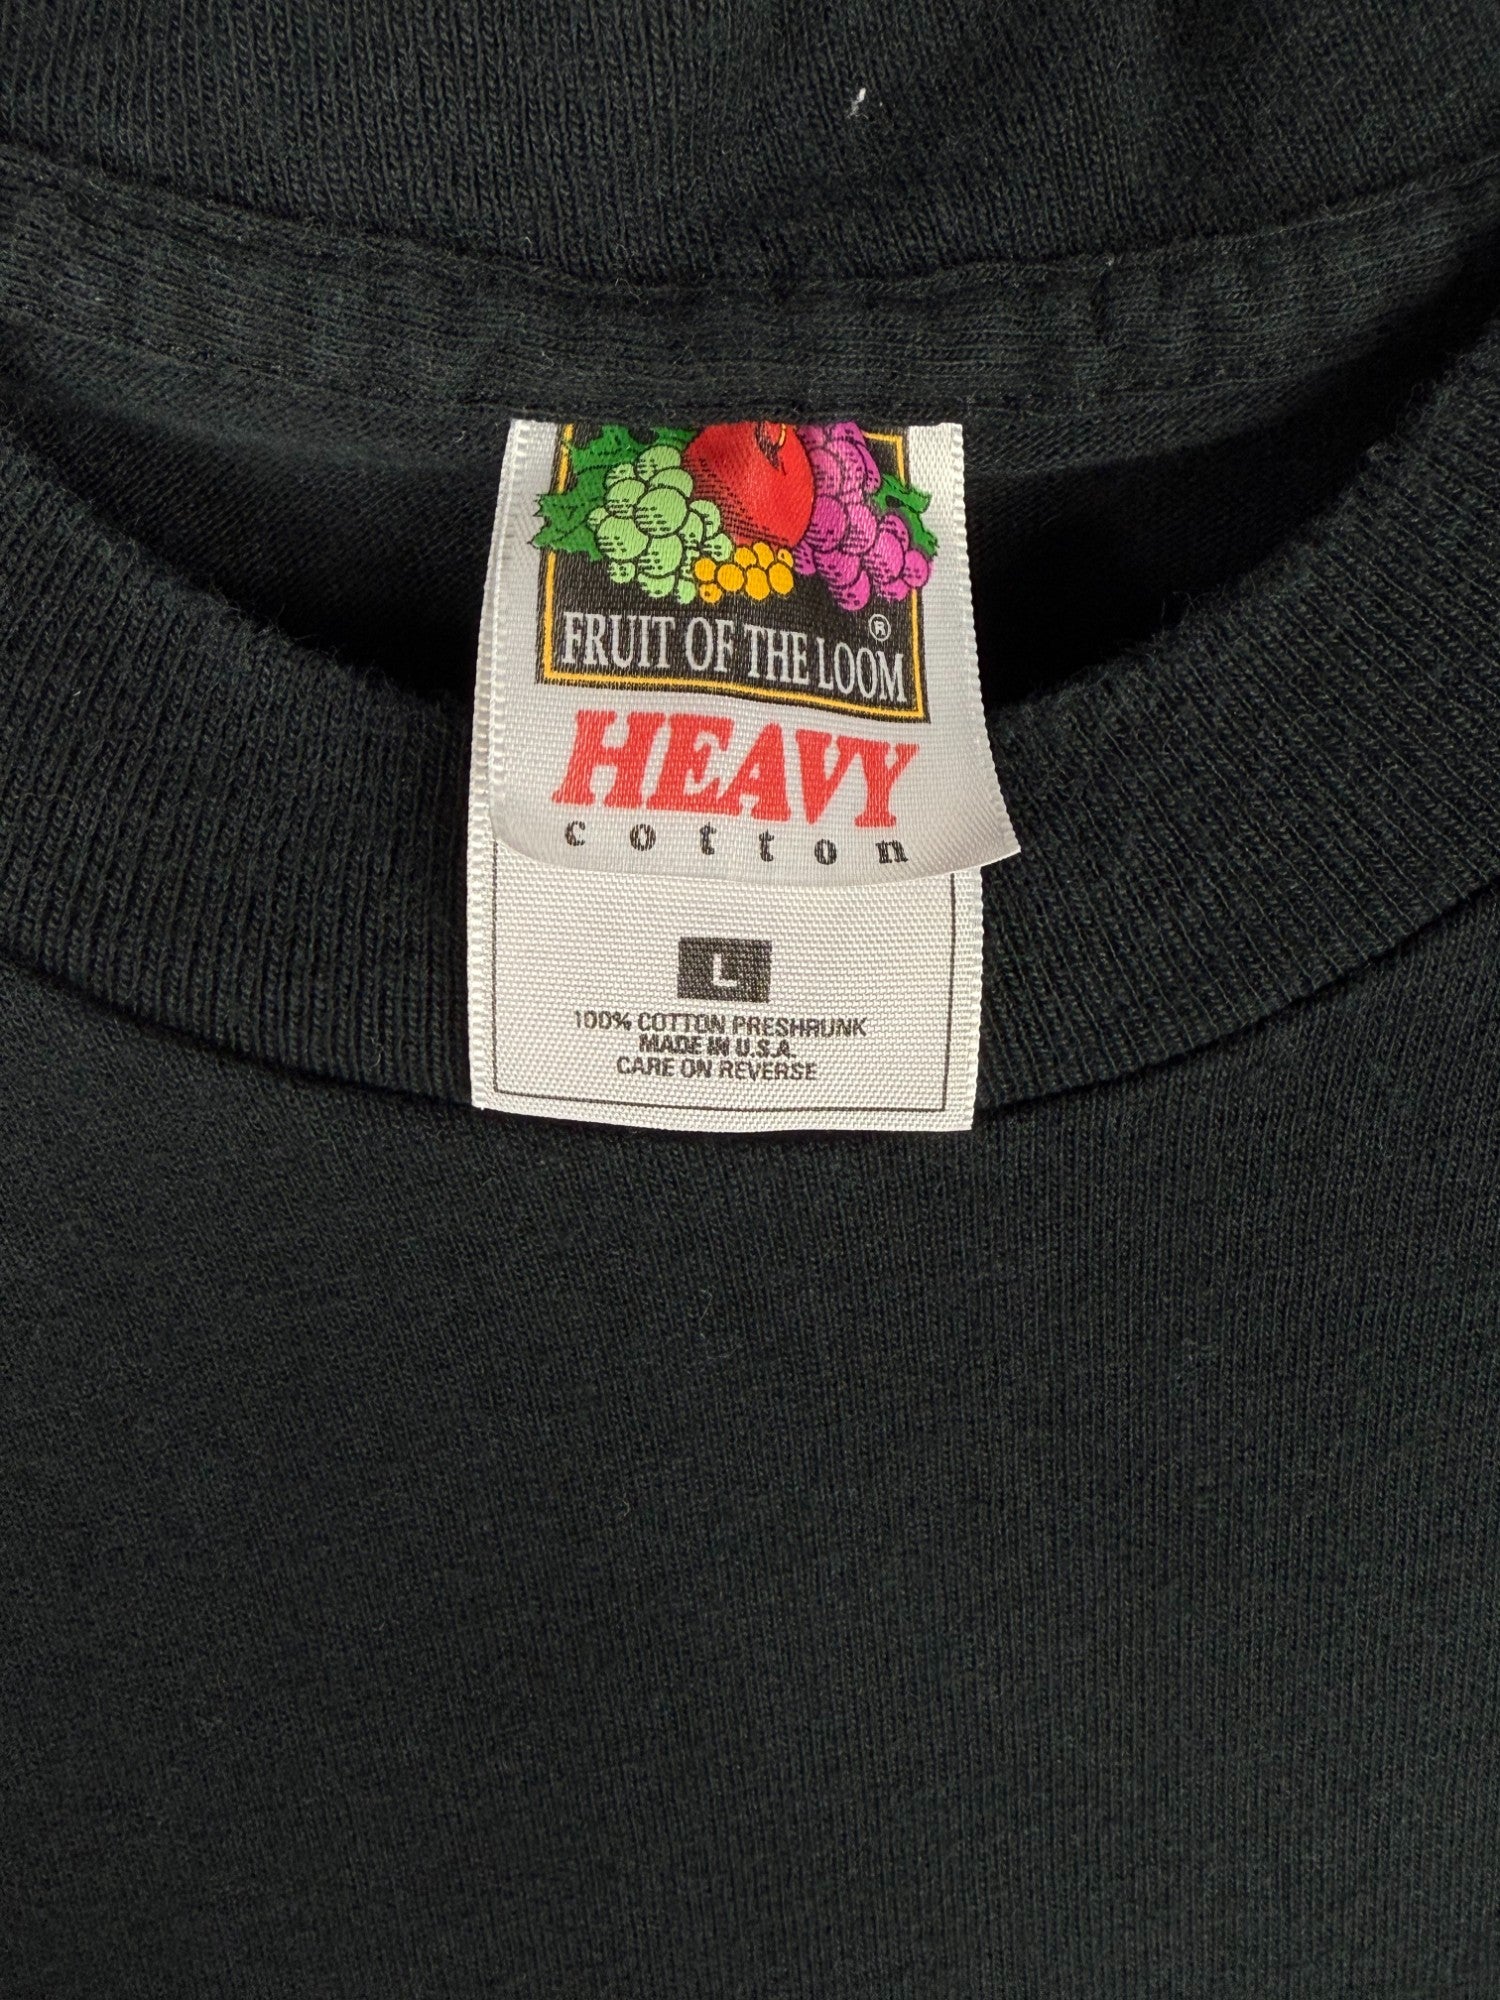 FRUIT OF THE LOOM ®
HEAVY
cotton
L
100% COTTON PRESHRUNK
MADE IN U.S.A.
CARE ON REVERSE